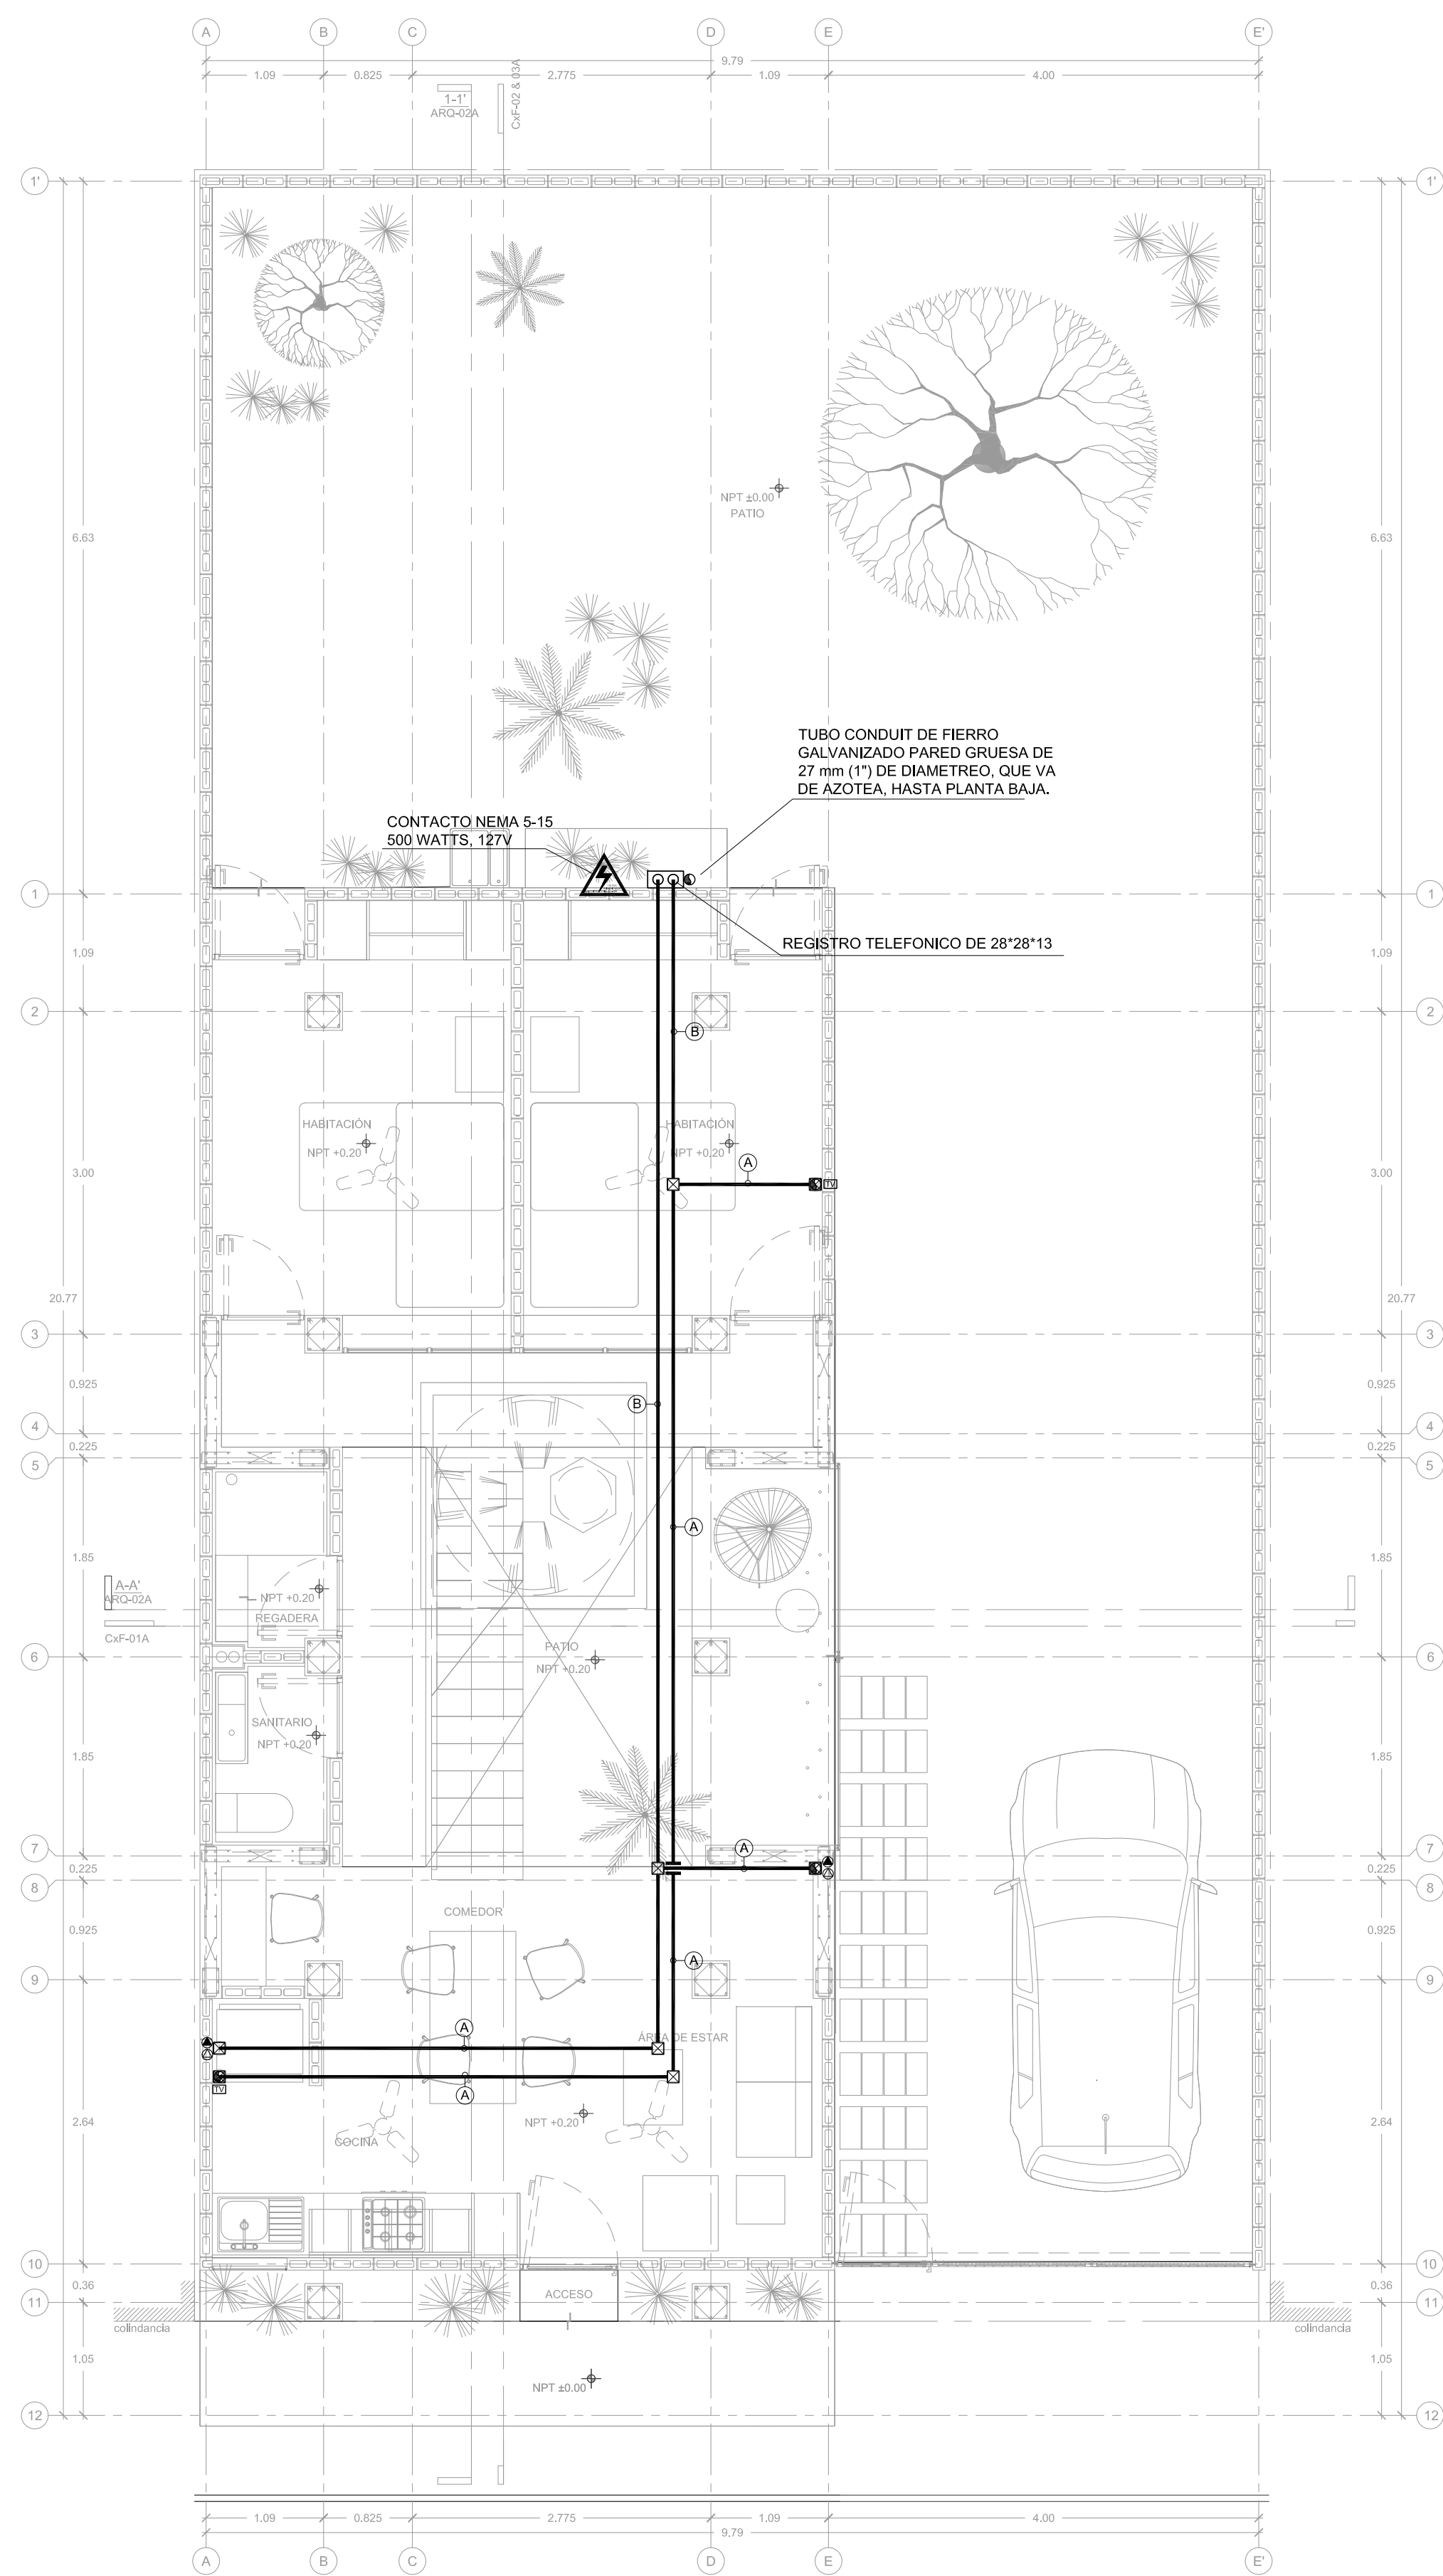 A B C D E E'
9.79
1.09 0.825 2.775 1.09 4.00
1-1'
ARQ-02A
CxF-02 & 03A
1' 1'
6.63 6.63
NPT ±0.00
PATIO
TUBO CONDUIT DE FIERRO
GALVANIZADO PARED GRUESA DE
27 mm (1") DE DIAMETREO, QUE VA
DE AZOTEA, HASTA PLANTA BAJA.
CONTACTO NEMA 5-15
500 WATTS, 127V
1 1
REGISTRO TELEFONICO DE 28*28*13
1.09 1.09
2 2
B
HABITACIÓN HABITACIÓN
NPT +0.20 NPT +0.20
A
3.00 3.00
TV
20.77 20.77
3 3
0.925 0.925
B
4 4
0.225 0.225
5 5
A
1.85 1.85
A-A'
ARQ-02A
NPT +0.20
REGADERA
CxF-01A
PATIO
NPT +0.20
6 6
SANITARIO
NPT +0.20
1.85 1.85
7 7
A
0.225 0.225
8 8
COMEDOR
0.925 0.925
A
9 9
A
ÁREA DE ESTAR
TV
A
NPT +0.20
2.64 2.64
COCINA
10 10
0.36 0.36
ACCESO
11 11
colindancia colindancia
1.05 1.05
NPT ±0.00
12 12
1.09 0.825 2.775 1.09 4.00
9.79
A B C D E E'